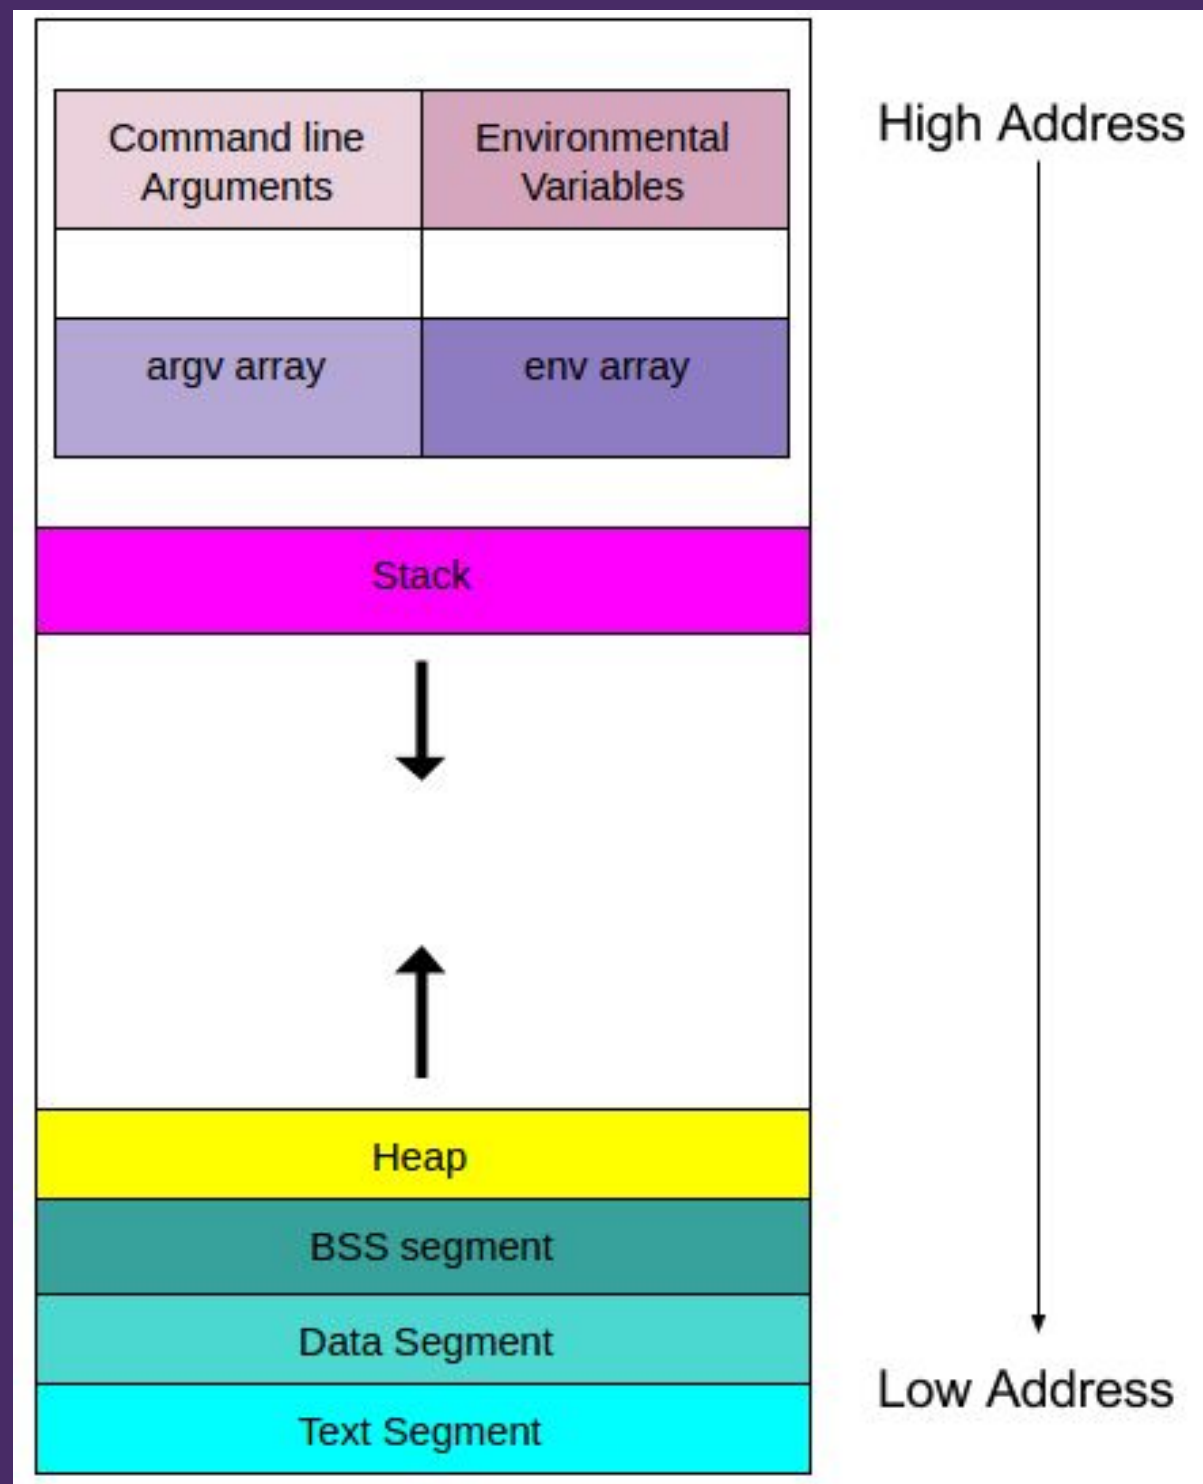 High Address
Command line
Arguments
Environmental
Variables
argv array
env array
Stack
Heap
BSS segment
Data Segment
Text Segment
Low Address